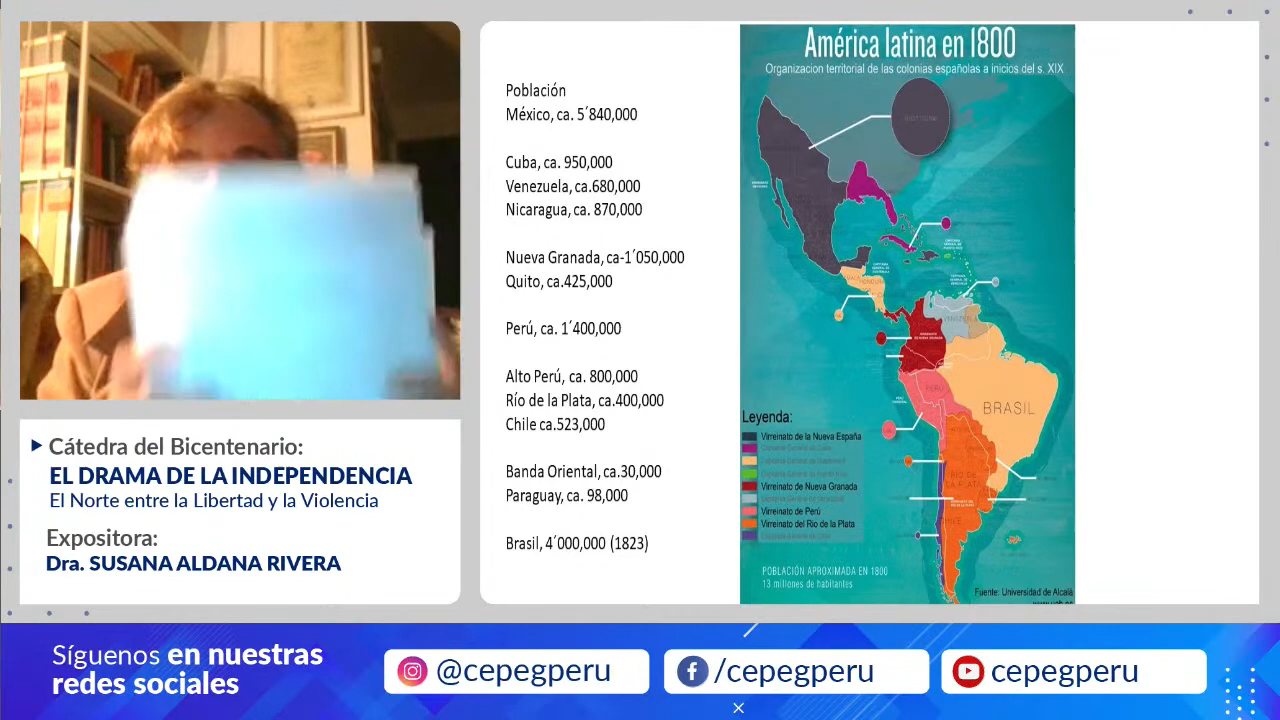 Cátedra del Bicentenario:
EL DRAMA DE LA INDEPENDENCIA
El Norte entre la Libertad y la Violencia
Expositora:
Dra. SUSANA ALDANA RIVERA
Población
México, ca. 5´840,000
Cuba, ca. 950,000
Venezuela, ca.680,000
Nicaragua, ca. 870,000
Nueva Granada, ca-1´050,000
Quito, ca.425,000
Perú, ca. 1´400,000
Alto Perú, ca. 800,000
Río de la Plata, ca.400,000
Chile ca.523,000
Banda Oriental, ca.30,000
Paraguay, ca. 98,000
Brasil, 4´000,000 (1823)
América latina en 1800
Organizacion territorial de las colonias españolas a inicios del s. XIX
PERÚ
BRASIL
RIO DE
LA PLATA
CHILE
Leyenda:
Virreinato de la Nueva España
Virreinato de Nueva Granada
Virreinato de Perú
Virreinato del Rio de la Plata
POBLACIÓN APROXIMADA EN 1800
13 millones de habitantes
Fuente: Universidad de Alcalá
Síguenos en nuestras
redes sociales
@cepegperu
/cepegperu
cepegperu